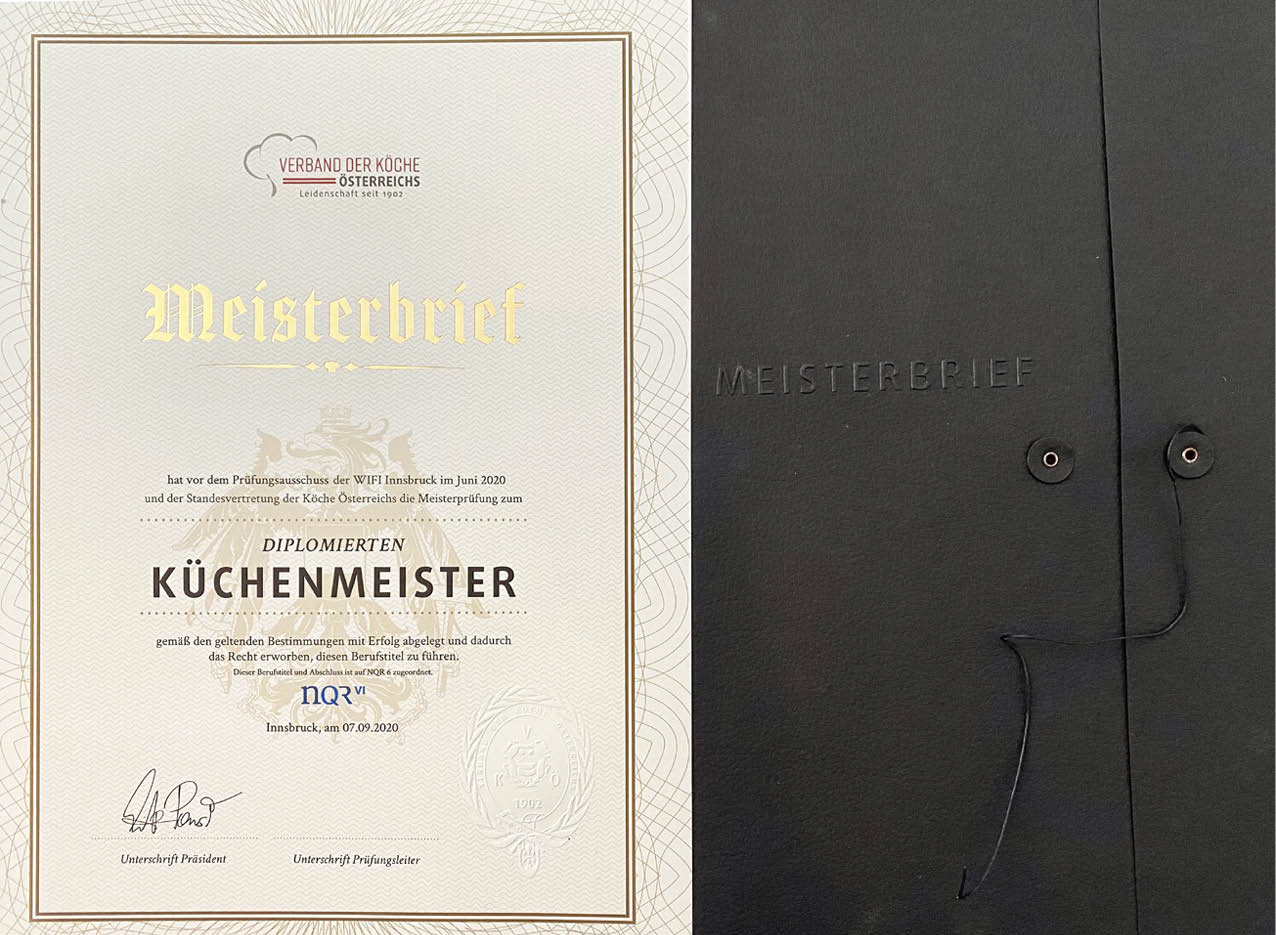 VERBAND DER KÖCHE
ÖSTERREICHS
Leidenschaft seit 1902
Meisterbrief
hat vor dem Prüfungsausschuss der WIFI Innsbruck im Juni 2020
und der Standesvertretung der Köche Österreichs die Meisterprüfung zum
DIPLOMIERTEN
KÜCHENMEISTER
gemäß den geltenden Bestimmungen mit Erfolg abgelegt und dadurch
das Recht erworben, diesen Berufstitel zu führen.
Dieser Berufstitel und Abschluss ist auf NQR 6 zugeordnet.
NQR VI
Innsbruck, am 07.09.2020
V
K O
1902
Unterschrift Präsident
Unterschrift Prüfungsleiter
MEISTERBRIEF